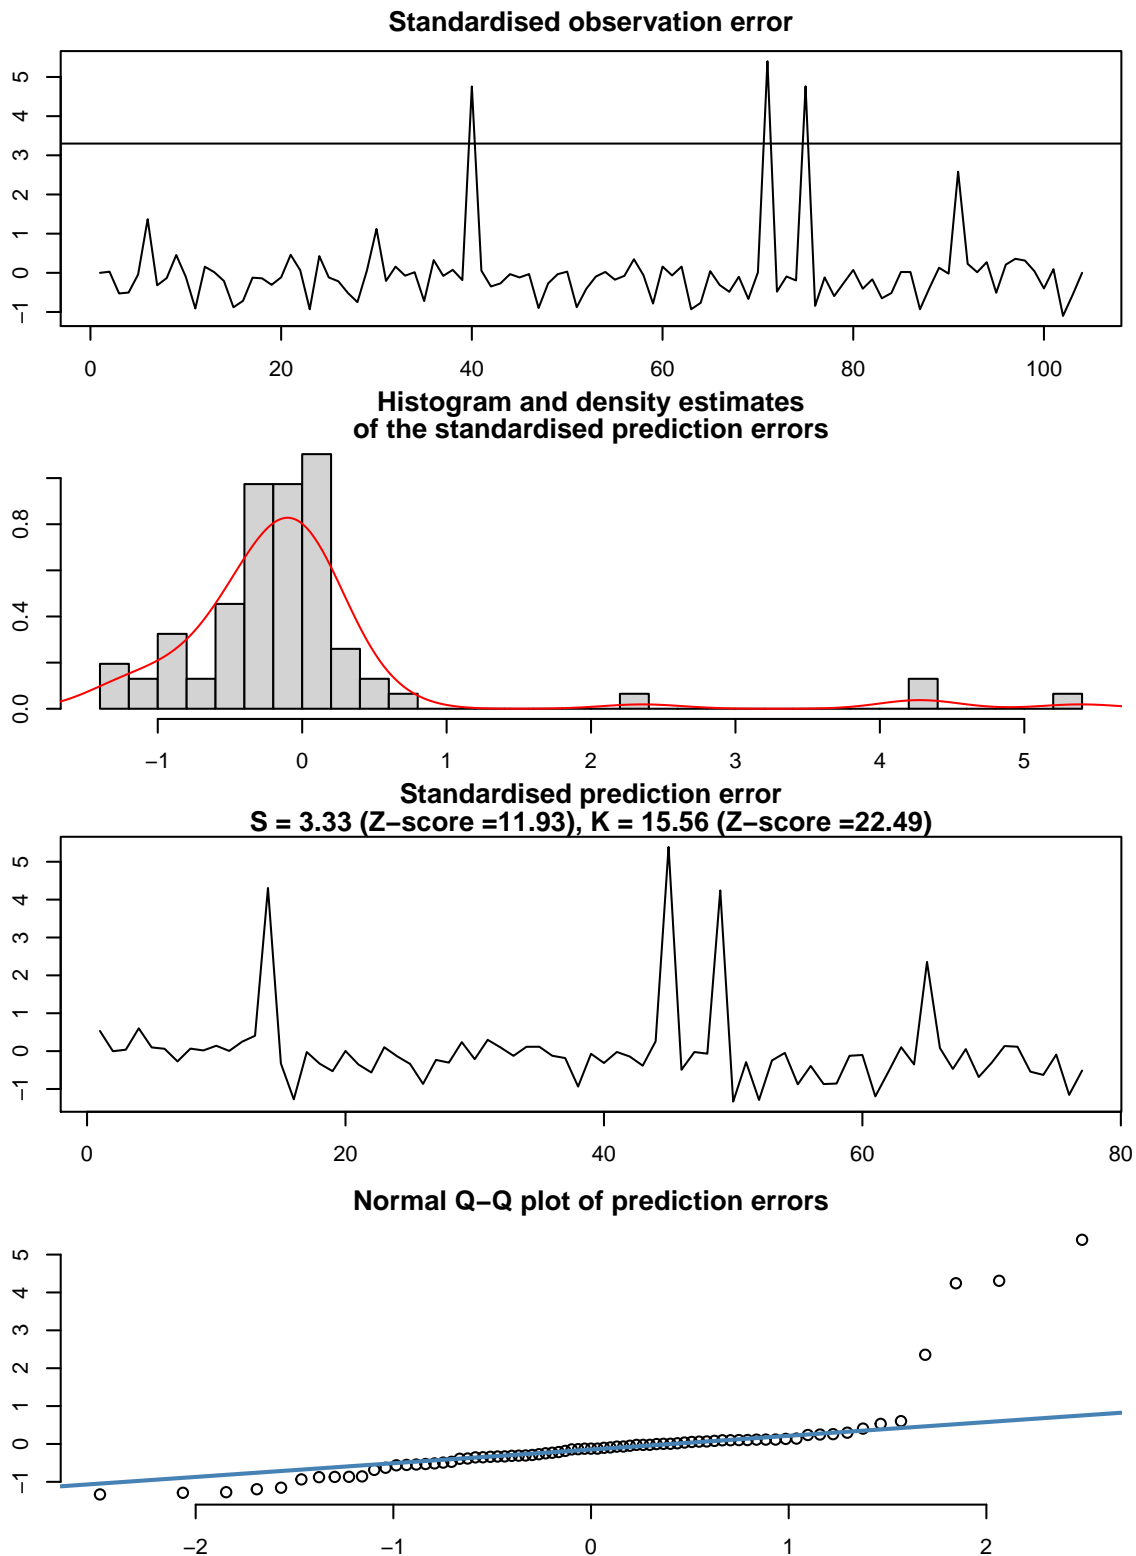 Standardised observation error
5
4
3
2
1
0
−1
0 20 40 60 80 100
Histogram and density estimates
of the standardised prediction errors
0.8
0.4
0.0
−1 0 1 2 3 4 5
Standardised prediction error
S = 3.33 (Z−score =11.93), K = 15.56 (Z−score =22.49)
5
4
3
2
1
0
−1
0 20 40 60 80
Normal Q−Q plot of prediction errors
5
4
3
2
1
0
−1
−2 −1 0 1 2